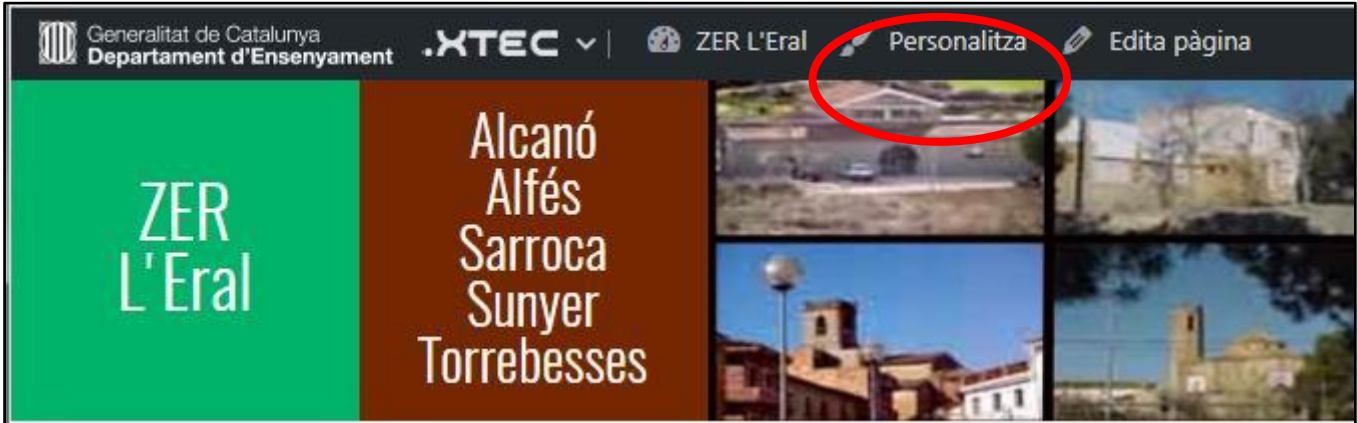 Generalitat de Catalunya
Departament d'Ensenyament
.XTEC
ZER L'Eral
Personalitza
Edita pàgina
ZER
L'Eral
Alcanó
Alfés
Sarroca
Sunyer
Torrebesses